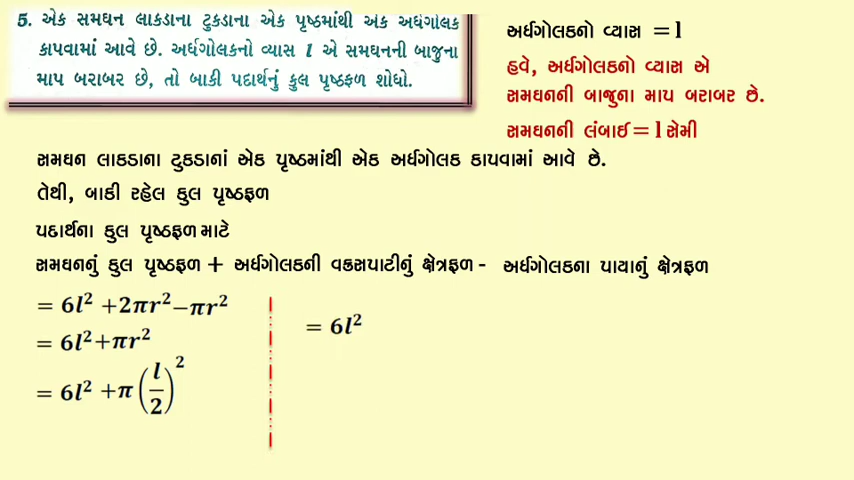 5. એક સમઘન લાકડાના ટુકડાના એક પૃષ્ઠમાંથી એક અર્ધગોલક
કાપવામાં આવે છે. અર્ધગોલકનો વ્યાસ l એ સમઘનની બાજુના
માપ બરાબર છે, તો બાકી પદાર્થનું કુલ પૃષ્ઠફળ શોધો.
અર્ધગોલકનો વ્યાસ = l
હવે, અર્ધગોલકનો વ્યાસ એ
સમઘનની બાજુના માપ બરાબર છે.
સમઘનની લંબાઈ = l સેમી
સમઘન લાકડાના ટુકડાનાં એક પૃષ્ઠમાંથી એક અર્ધગોલક કાપવામાં આવે છે.
તેથી, બાકી રહેલ કુલ પૃષ્ઠફળ
પદાર્થના કુલ પૃષ્ઠફળ માટે
સમઘનનું કુલ પૃષ્ઠફળ + અર્ધગોલકની વક્રસપાટીનું ક્ષેત્રફળ - અર્ધગોલકના પાયાનું ક્ષેત્રફળ
= 6l² +2πr² −πr²
= 6l² +πr²
= 6l² +π(l/2)²
= 6l²